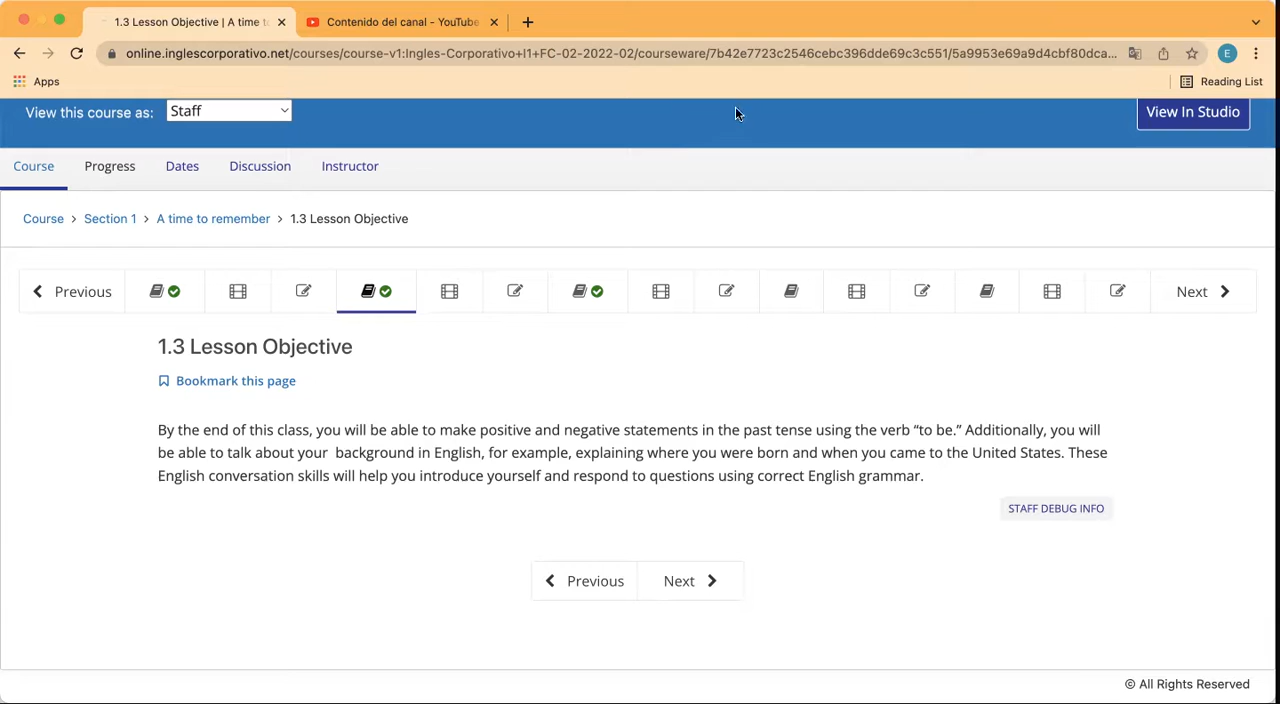 1.3 Lesson Objective | A time to
Contenido del canal - YouTube
online.inglescorporativo.net/courses/course-v1:Ingles-Corporativo+I1+FC-02-2022-02/courseware/7b42e7723c2546cebc396dde69c3c551/5a9953e69a9d4cbf80dca...
E
Apps
Reading List
View this course as:
Staff
View In Studio
Course
Progress
Dates
Discussion
Instructor
Course > Section 1 > A time to remember > 1.3 Lesson Objective
Previous
Next
1.3 Lesson Objective
Bookmark this page
By the end of this class, you will be able to make positive and negative statements in the past tense using the verb “to be.” Additionally, you will
be able to talk about your background in English, for example, explaining where you were born and when you came to the United States. These
English conversation skills will help you introduce yourself and respond to questions using correct English grammar.
STAFF DEBUG INFO
Previous
Next
© All Rights Reserved